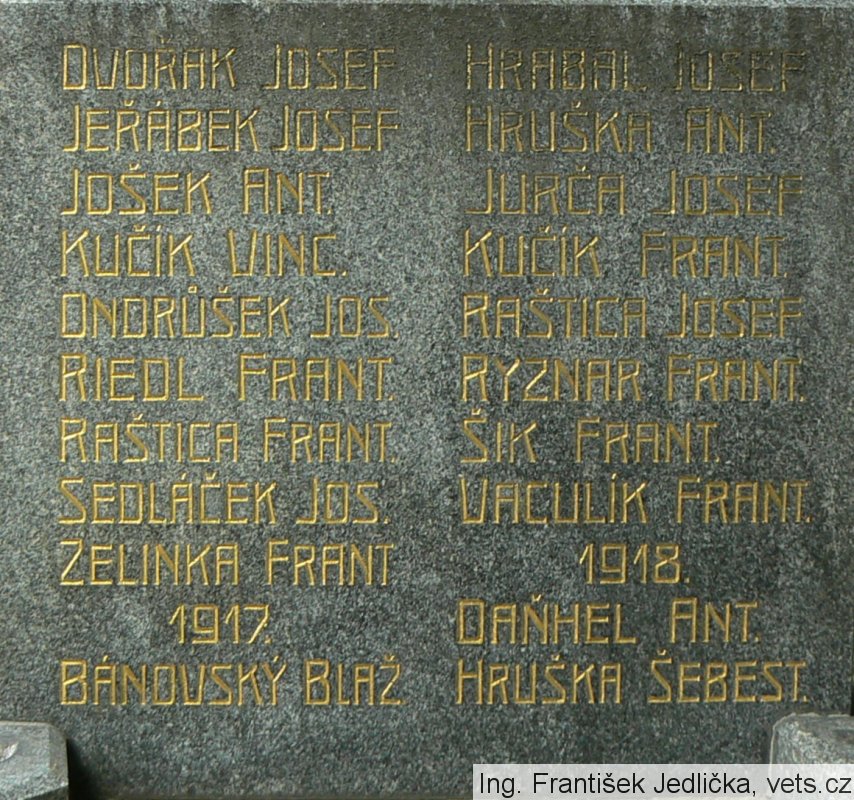 DVOŘAK JOSEF
JEŘÁBEK JOSEF
JOŠEK ANT.
KUČÍK VINC.
ONDRŮŠEK JOS.
RIEDL FRANT.
RAŠTICA FRANT.
SEDLÁČEK JOS.
ZELINKA FRANT
1917.
BÁNOVSKÝ BLAŽ
HRABAL JOSEF
HRUŠKA ANT.
JURČA JOSEF
KUČÍK FRANT.
RAŠTICA JOSEF
RYZNAR FRANT.
ŠIK FRANT.
VACULÍK FRANT.
1918.
DAŇHEL ANT.
HRUŠKA ŠEBEST.
Ing. František Jedlička, vets.cz